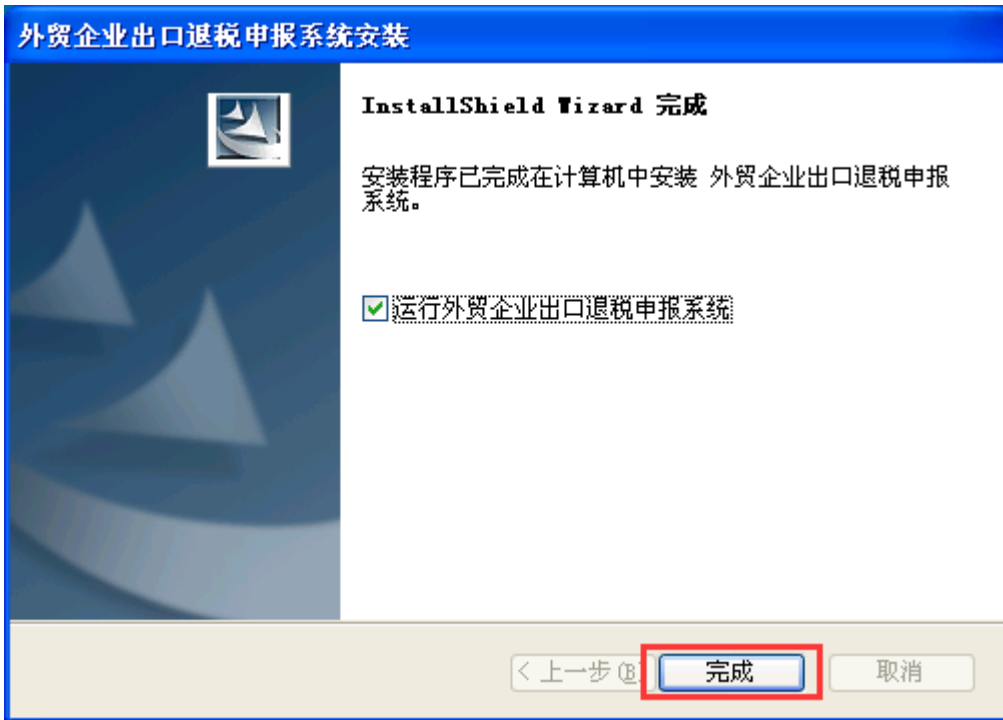 外贸企业出口退税申报系统安装
InstallShield Wizard 完成
安装程序已完成在计算机中安装 外贸企业出口退税申报
系统。
运行外贸企业出口退税申报系统
< 上一步(B
完成
取消